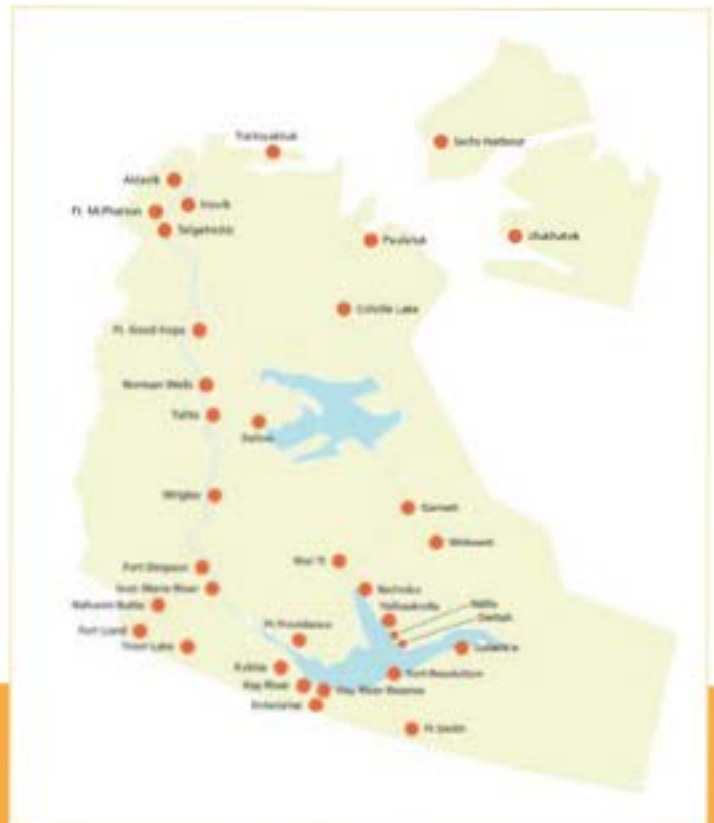 Tuktoyaktuk
Sachs Harbour
Aklavik
Inuvik
Ft. McPherson
Tsiigehtchic
Paulatuk
Ulukhaktok
Colville Lake
Ft. Good Hope
Norman Wells
Tulita
Deline
Wrigley
Gameti
Wekweeti
Wha Ti
Fort Simpson
Jean Marie River
Nahanni Butte
Fort Liard
Trout Lake
Ft Providence
Kakisa
Hay River
Hay River Reserve
Enterprise
Yellowknife
Ndilo
Dettah
Fort Resolution
Ft Smith